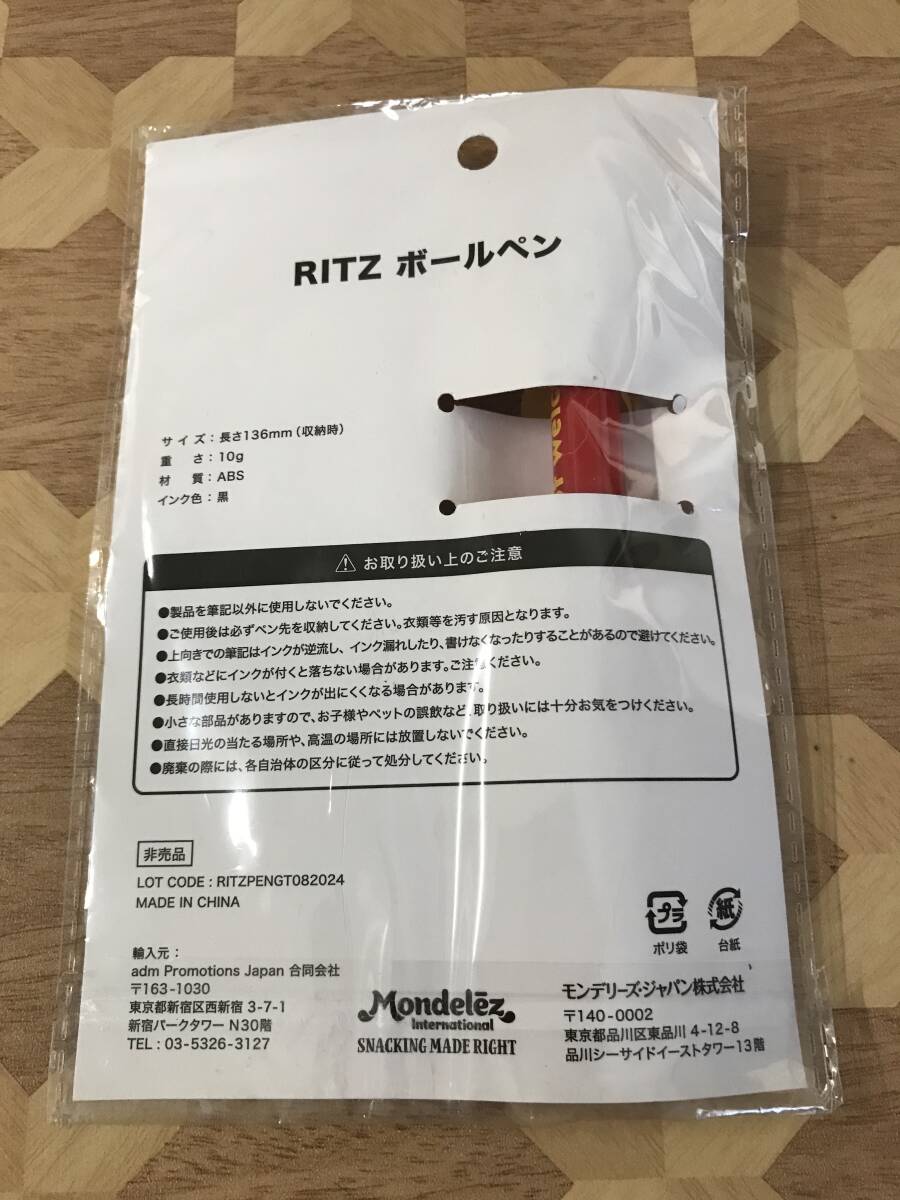 RITZ ボールペン
サイズ：長さ136mm（収納時）
重　さ：10g
材　質：ABS
インク色：黒
お取り扱い上のご注意
●製品を筆記以外に使用しないでください。
●ご使用後は必ずペン先を収納してください。衣類等を汚す原因となります。
●上向きでの筆記はインクが逆流し、インク漏れしたり、書けなくなったりすることがあるので避けてください。
●衣類などにインクが付くと落ちない場合があります。ご注意ください。
●長時間使用しないとインクが出にくくなる場合があります。
●小さな部品がありますので、お子様やペットの誤飲など、取り扱いには十分お気をつけください。
●直接日光の当たる場所や、高温の場所には放置しないでください。
●廃棄の際には、各自治体の区分に従って処分してください。
非売品
LOT CODE : RITZPENGT082024
MADE IN CHINA
プラ
ポリ袋
紙
台紙
輸入元：
adm Promotions Japan 合同会社
〒163-1030
東京都新宿区西新宿 3-7-1
新宿パークタワー N30階
TEL : 03-5326-3127
Mondelēz
International
SNACKING MADE RIGHT
モンデリーズ・ジャパン株式会社
〒140-0002
東京都品川区東品川 4-12-8
品川シーサイドイーストタワー13階